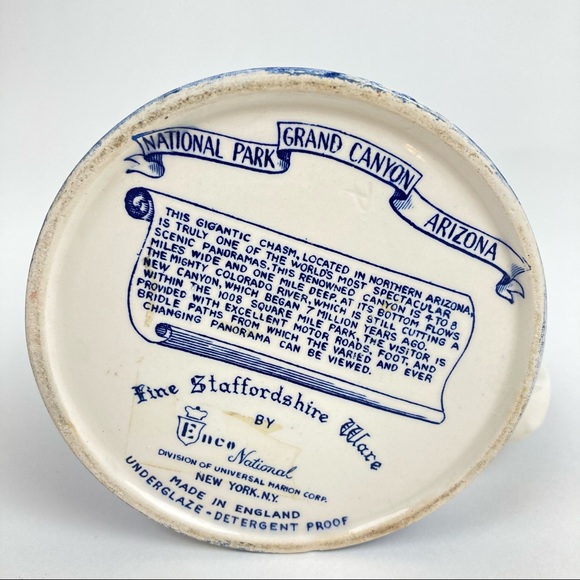 NATIONAL PARK GRAND CANYON ARIZONA
THIS GIGANTIC CHASM, LOCATED IN NORTHERN ARIZONA,
IS TRULY ONE OF THE WORLD'S MOST SPECTACULAR
SCENIC PANORAMAS. THIS RENOWNED CANYON IS 4 TO 8
MILES WIDE AND ONE MILE DEEP. AT ITS BOTTOM FLOWS
THE MIGHTY COLORADO RIVER, WHICH IS STILL CUTTING A
NEW CANYON, WHICH BEGAN 7 MILLION YEARS AGO.
WITHIN THE 1008 SQUARE MILE PARK, THE VISITOR IS
PROVIDED WITH EXCELLENT MOTOR ROADS, FOOT, AND
BRIDLE PATHS FROM WHICH THE VARIED AND EVER
CHANGING PANORAMA CAN BE VIEWED.
Fine Staffordshire Ware
BY
Enco National
DIVISION OF UNIVERSAL MARION CORP.
NEW YORK. N.Y.
MADE IN ENGLAND
UNDERGLAZE - DETERGENT PROOF